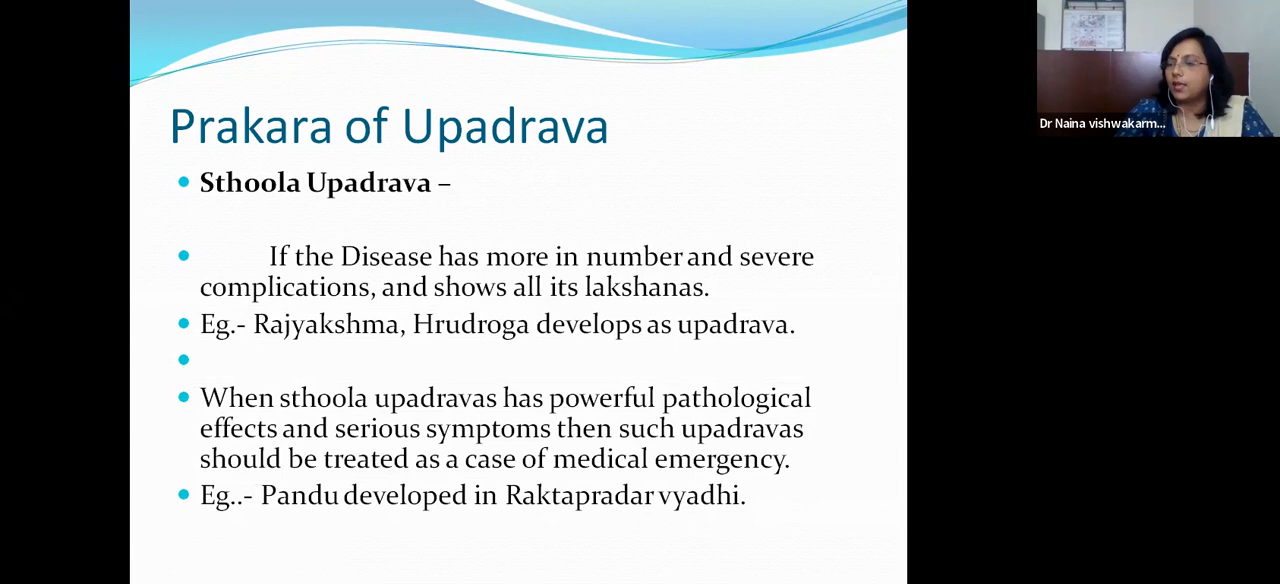 Prakara of Upadrava
Sthoola Upadrava –
If the Disease has more in number and severe
complications, and shows all its lakshanas.
Eg.- Rajyakshma, Hrudroga develops as upadrava.
When sthoola upadravas has powerful pathological
effects and serious symptoms then such upadravas
should be treated as a case of medical emergency.
Eg..- Pandu developed in Raktapradar vyadhi.
Dr Naina vishwakarm...